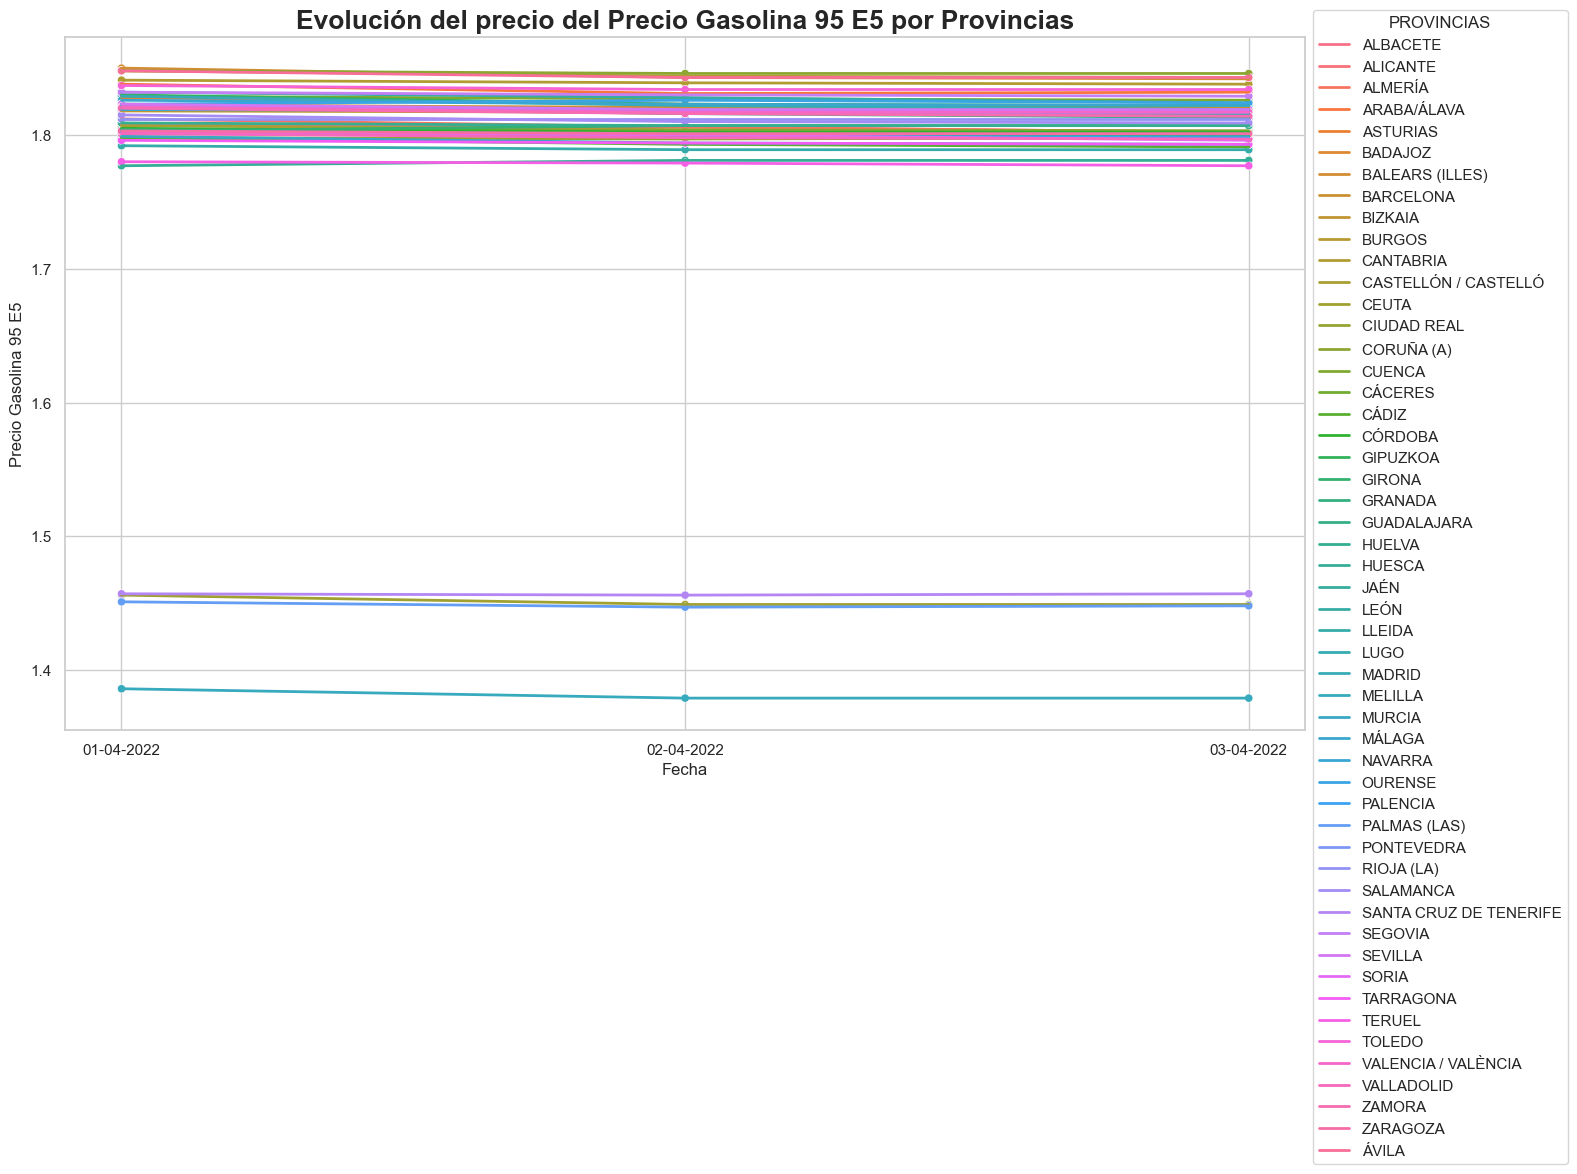 Evolución del precio del Precio Gasolina 95 E5 por Provincias
Precio Gasolina 95 E5
1.8
1.7
1.6
1.5
1.4
01-04-2022
02-04-2022
03-04-2022
Fecha
PROVINCIAS
ALBACETE
ALICANTE
ALMERÍA
ARABA/ÁLAVA
ASTURIAS
BADAJOZ
BALEARS (ILLES)
BARCELONA
BIZKAIA
BURGOS
CANTABRIA
CASTELLÓN / CASTELLÓ
CEUTA
CIUDAD REAL
CORUÑA (A)
CUENCA
CÁCERES
CÁDIZ
CÓRDOBA
GIPUZKOA
GIRONA
GRANADA
GUADALAJARA
HUELVA
HUESCA
JAÉN
LEÓN
LLEIDA
LUGO
MADRID
MELILLA
MURCIA
MÁLAGA
NAVARRA
OURENSE
PALENCIA
PALMAS (LAS)
PONTEVEDRA
RIOJA (LA)
SALAMANCA
SANTA CRUZ DE TENERIFE
SEGOVIA
SEVILLA
SORIA
TARRAGONA
TERUEL
TOLEDO
VALENCIA / VALÈNCIA
VALLADOLID
ZAMORA
ZARAGOZA
ÁVILA